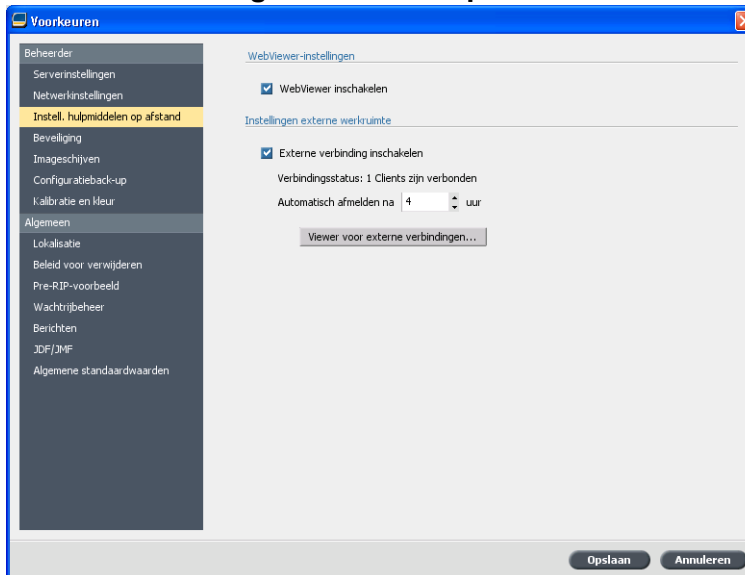 Voorkeuren
Beheerder
Serverinstellingen
Netwerkinstellingen
Instell. hulpmiddelen op afstand
Beveiliging
Imageschijven
Configuratieback-up
Kalibratie en kleur
Algemeen
Lokalisatie
Beleid voor verwijderen
Pre-RIP-voorbeeld
Wachtrijbeheer
Berichten
JDF/JMF
Algemene standaardwaarden
WebViewer-instellingen
WebViewer inschakelen
Instellingen externe werkruimte
Externe verbinding inschakelen
Verbindingsstatus: 1 Clients zijn verbonden
Automatisch afmelden na 4 uur
Viewer voor externe verbindingen...
Opslaan Annuleren